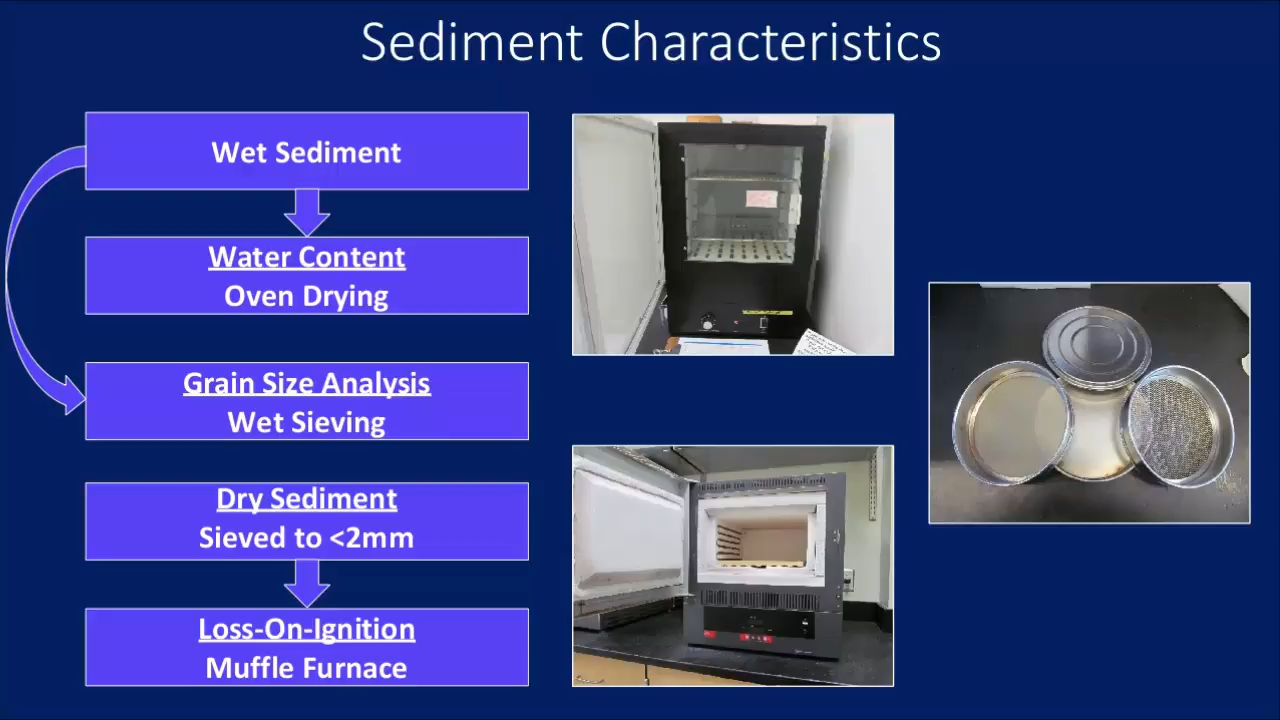 Sediment Characteristics
Wet Sediment
Water Content
Oven Drying
Grain Size Analysis
Wet Sieving
Dry Sediment
Sieved to <2mm
Loss-On-Ignition
Muffle Furnace